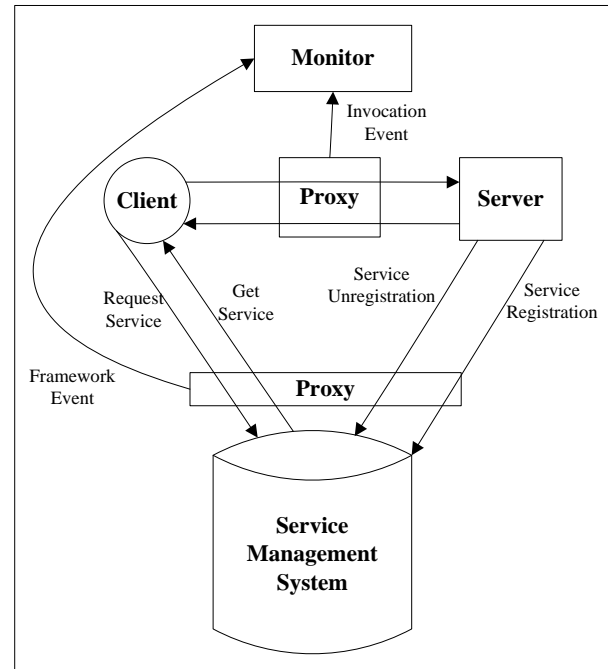 Monitor
Invocation
Event
Client
Proxy
Server
Request
Service
Get
Service
Service
Unregistration
Service
Registration
Framework
Event
Proxy
Service
Management
System